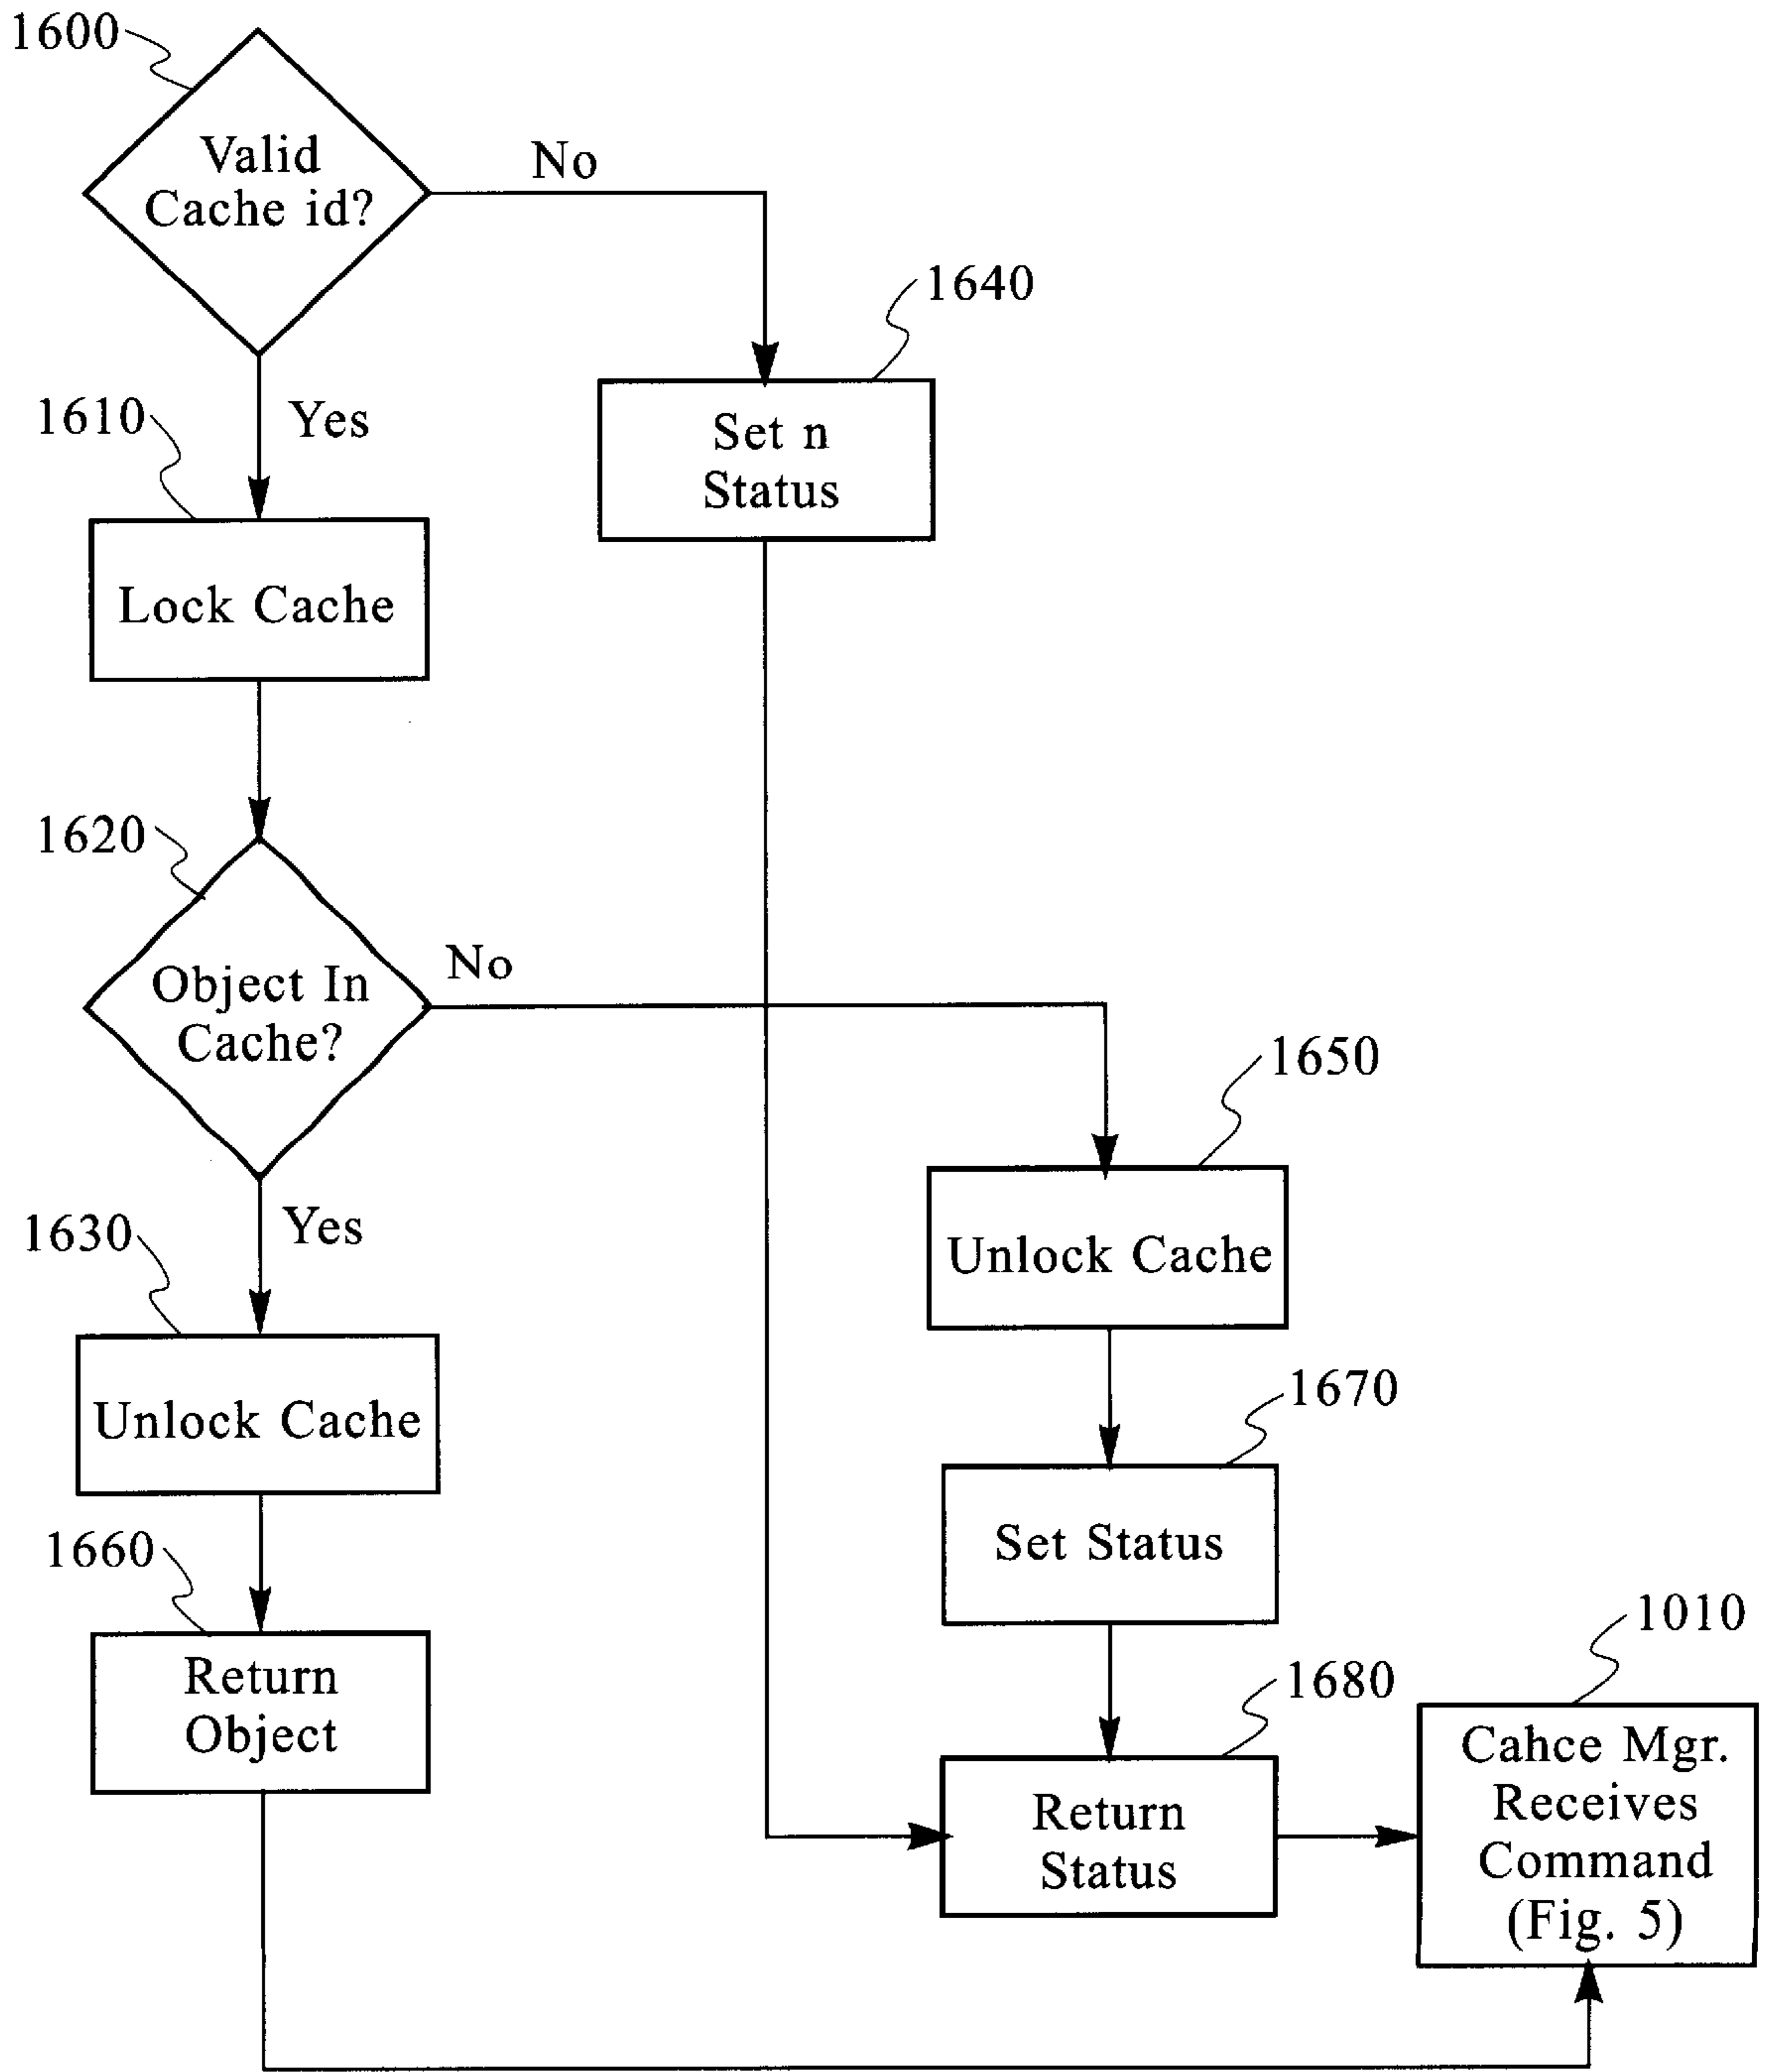 1600
Valid
Cache id?
No
1640
Set n
Status
1610
Yes
Lock Cache
1620
Object In
Cache?
No
1650
Unlock Cache
1630
Yes
Unlock Cache
1670
Set Status
1660
Return
Object
1680
Return
Status
1010
Cahce Mgr.
Receives
Command
(Fig. 5)